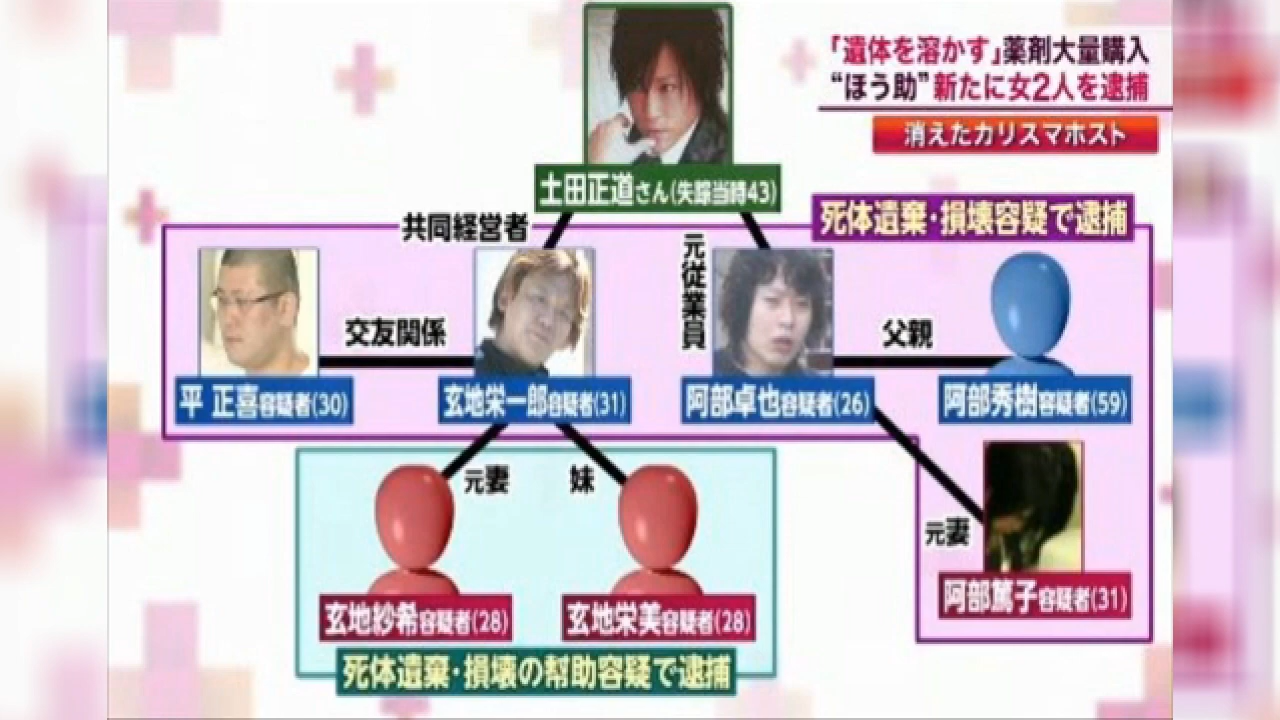 「遺体を溶かす」薬剤大量購入
“ほう助”新たに女2人を逮捕
消えたカリスマホスト
土田正道さん(失踪当時43)
死体遺棄・損壊容疑で逮捕
共同経営者
元従業員
交友関係
父親
平 正喜容疑者(30)
玄地栄一郎容疑者(31)
阿部卓也容疑者(26)
阿部秀樹容疑者(59)
元妻
妹
元妻
阿部篤子容疑者(31)
玄地紗希容疑者(28)
玄地栄美容疑者(28)
死体遺棄・損壊の幇助容疑で逮捕